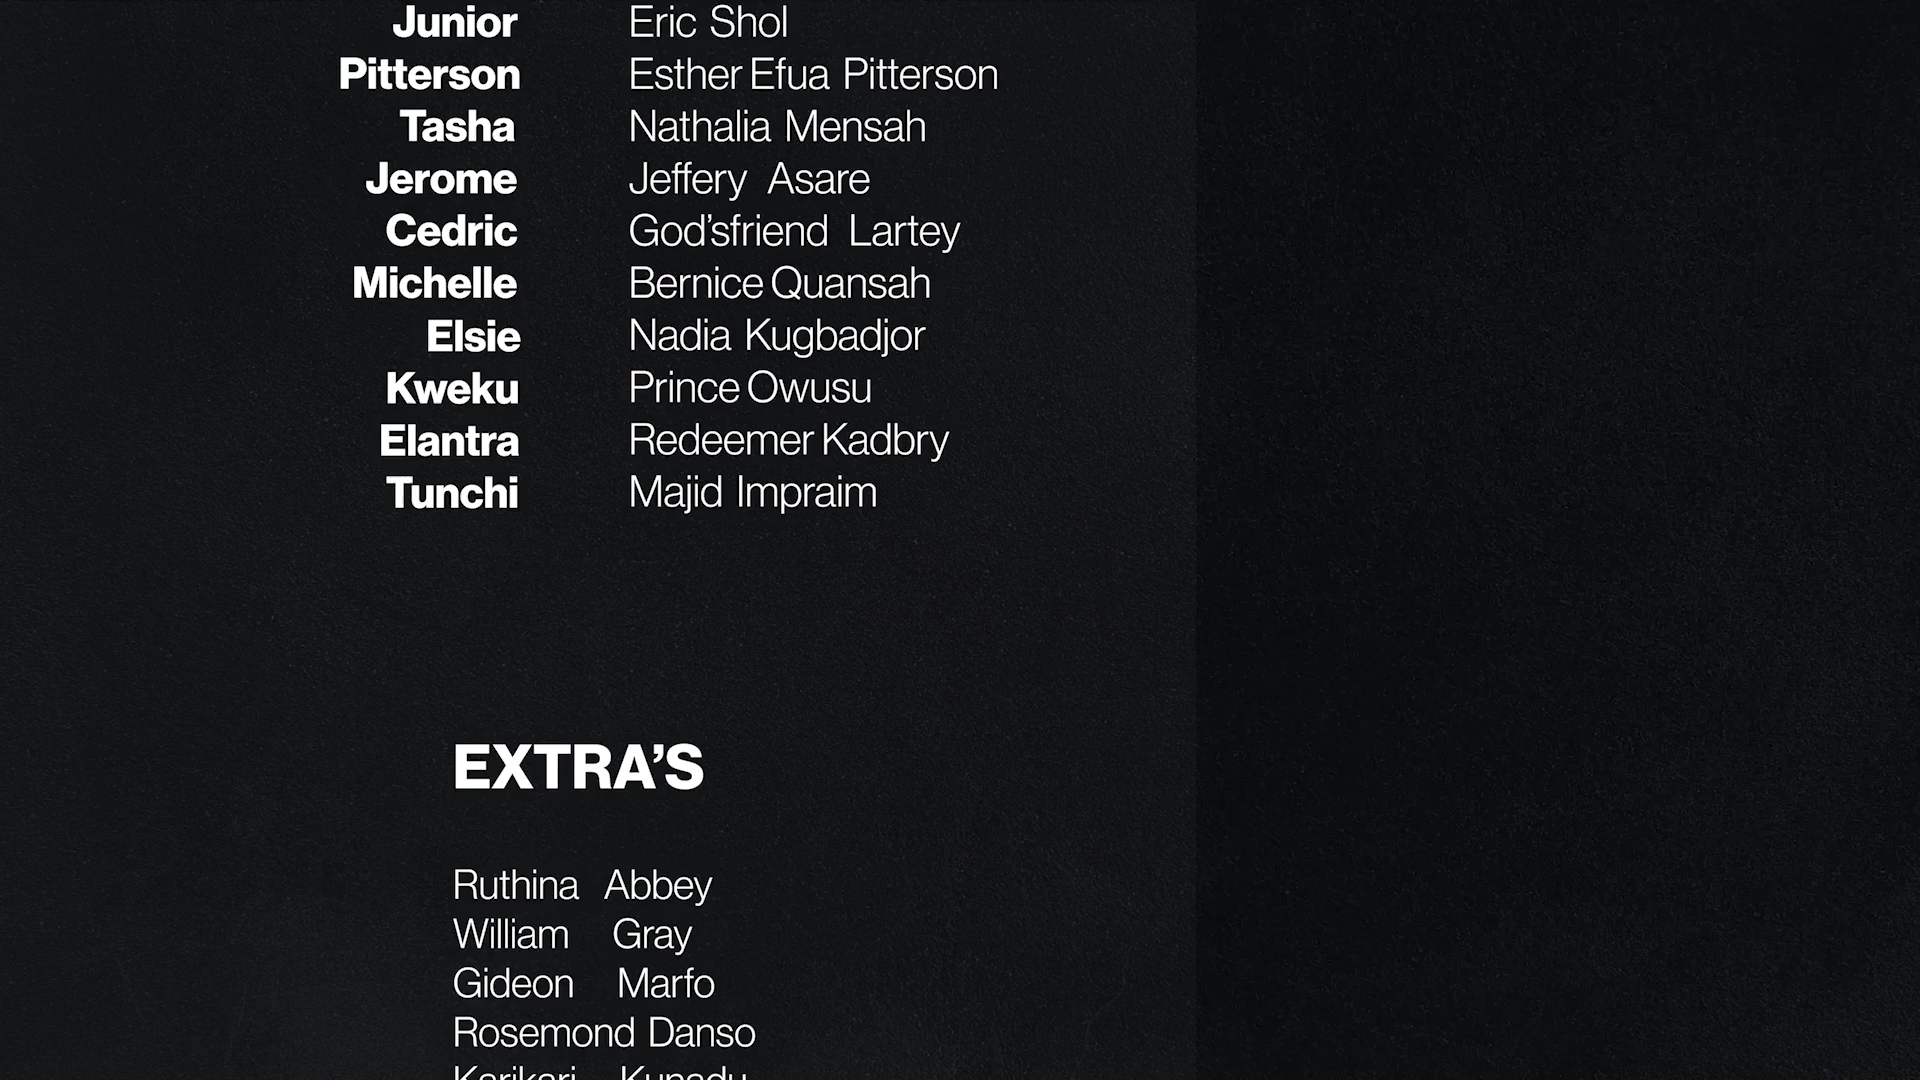 Junior Eric Shol
Pitterson Esther Efua Pitterson
Tasha Nathalia Mensah
Jerome Jeffery Asare
Cedric God’sfriend Lartey
Michelle Bernice Quansah
Elsie Nadia Kugbadjor
Kweku Prince Owusu
Elantra Redeemer Kadbry
Tunchi Majid Impraim
EXTRA’S
Ruthina Abbey
William Gray
Gideon Marfo
Rosemond Danso
Karikari Kunadu